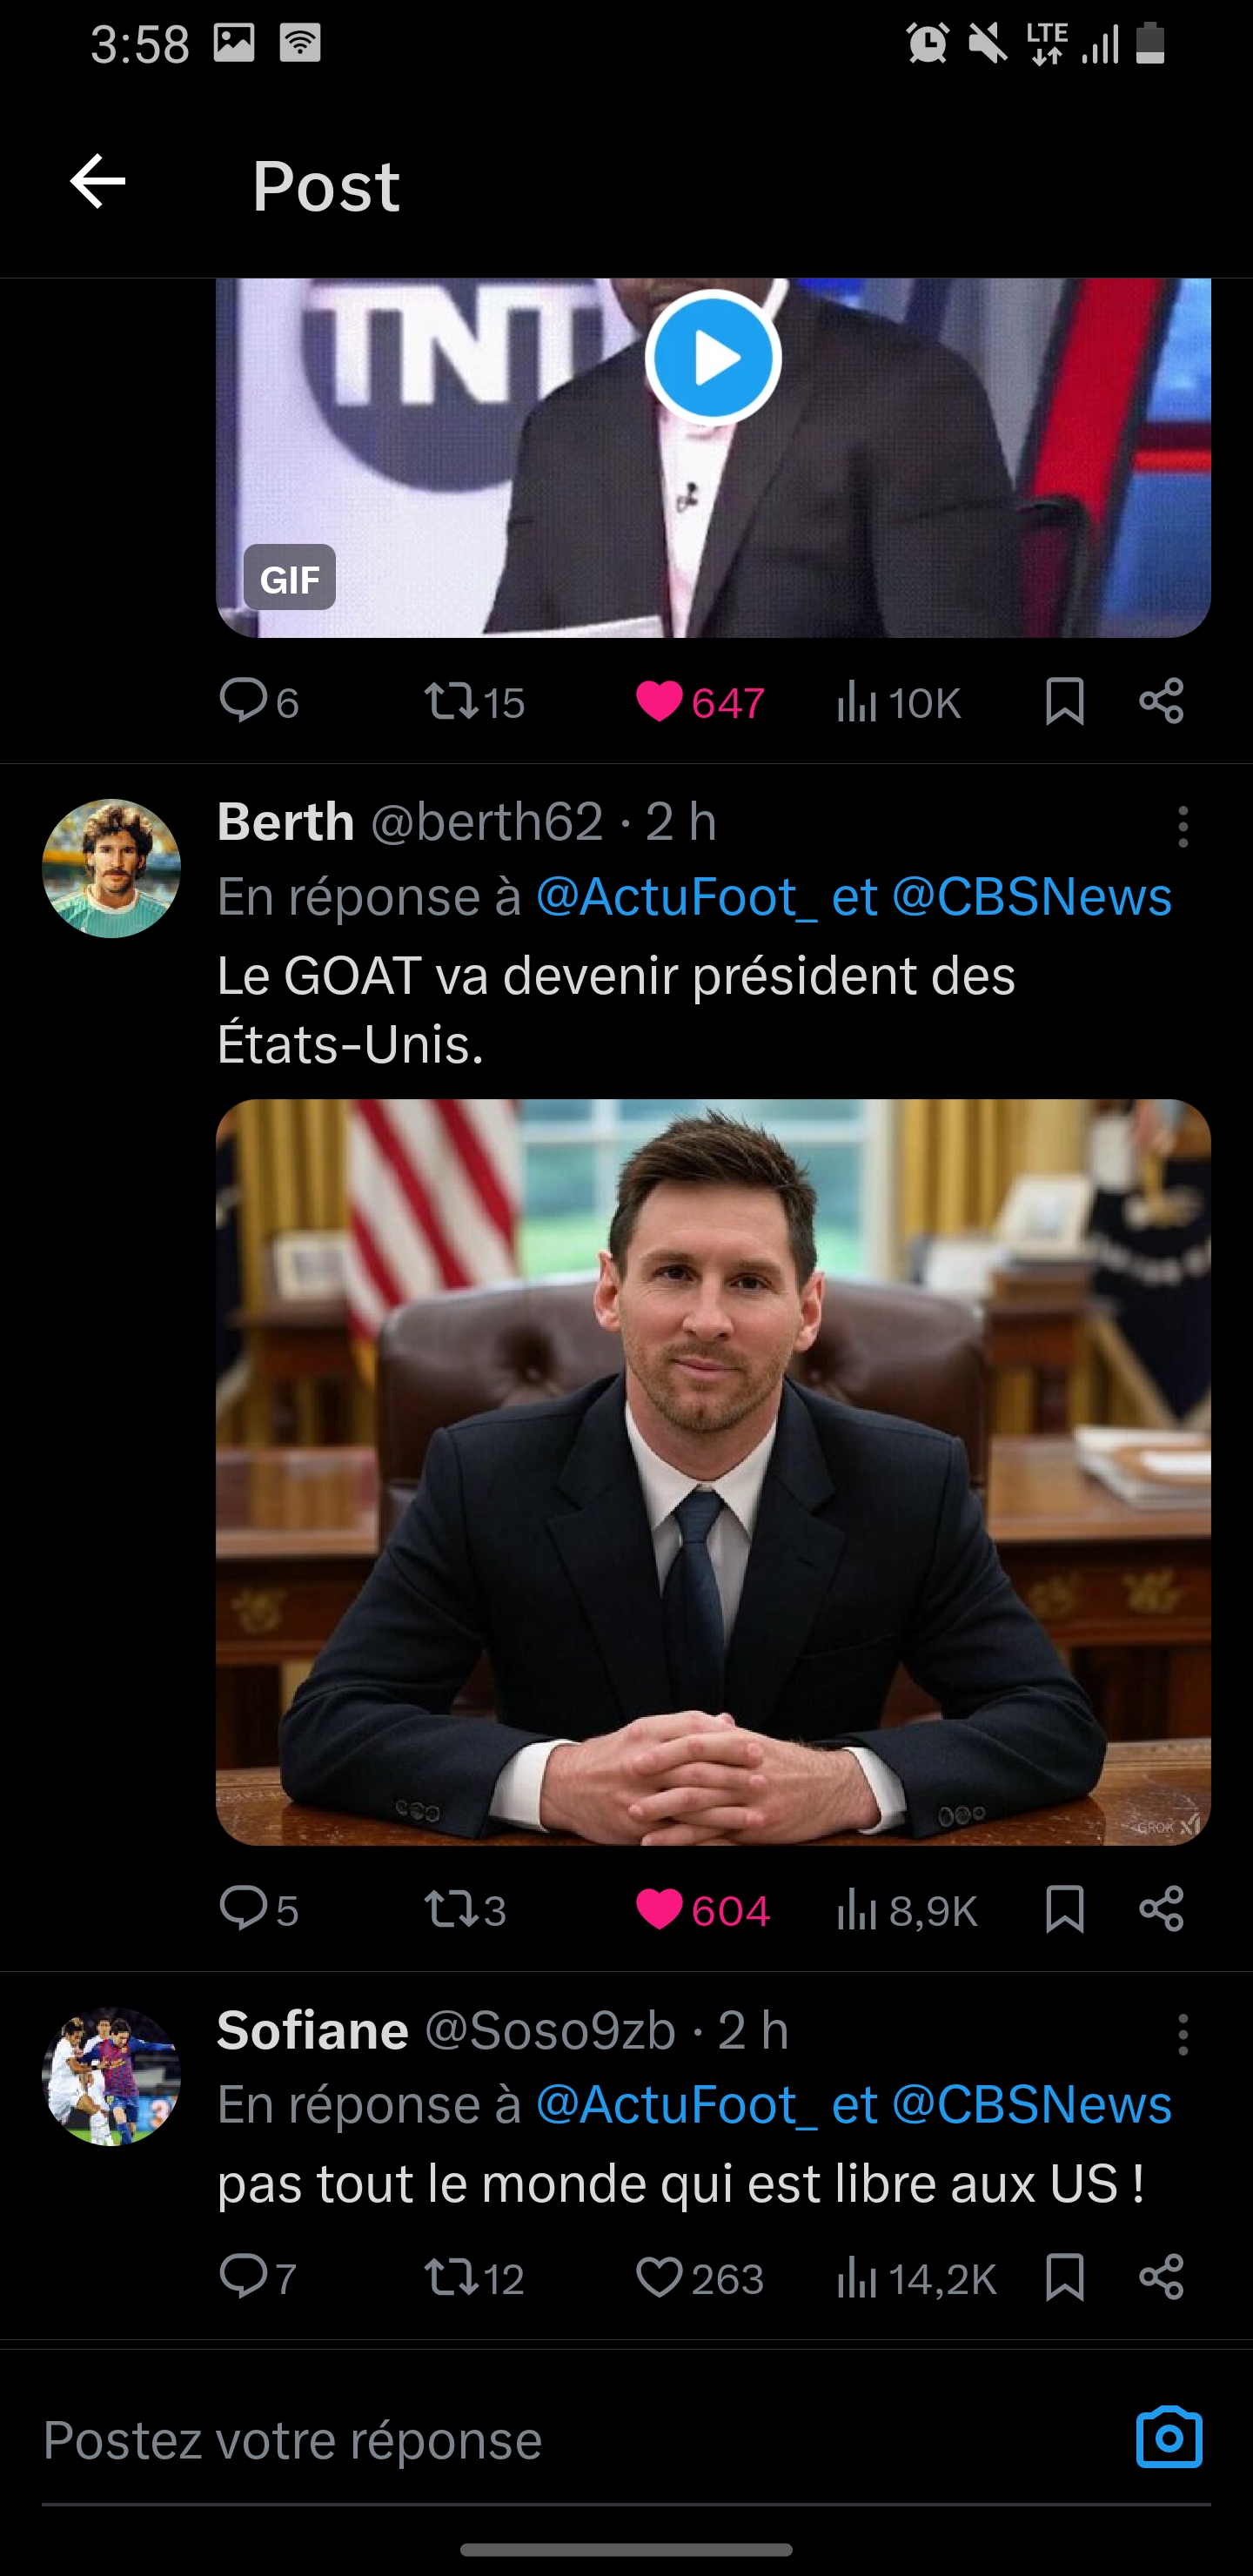 3:58
LTE
Post
TNT
GIF
6 15 647 10K
Berth @berth62 · 2 h
En réponse à @ActuFoot_ et @CBSNews
Le GOAT va devenir président des
États-Unis.
GROK
5 3 604 8,9K
Sofiane @Soso9zb · 2 h
En réponse à @ActuFoot_ et @CBSNews
pas tout le monde qui est libre aux US !
7 12 263 14,2K
Postez votre réponse